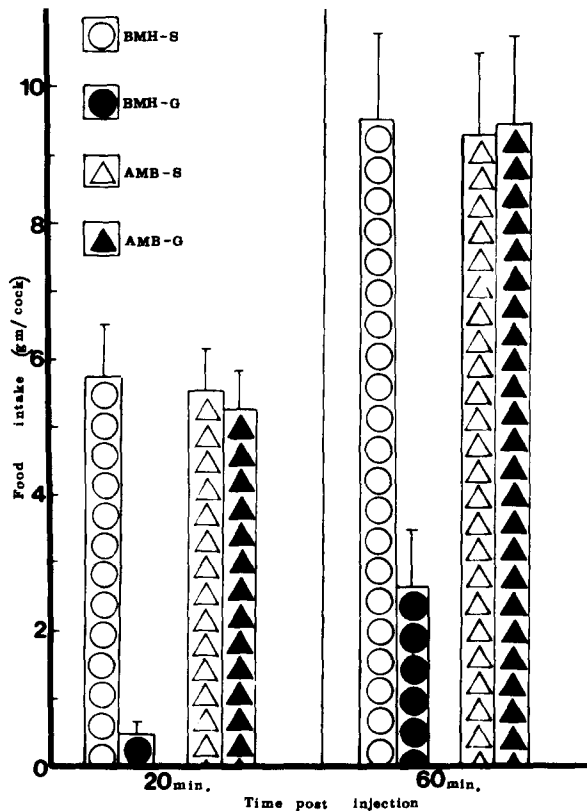 BMH-S
BMH-G
AMB-S
AMB-G
Food intake (gm/cock)
10
8
6
4
2
0
20min.
60min.
Time post injection